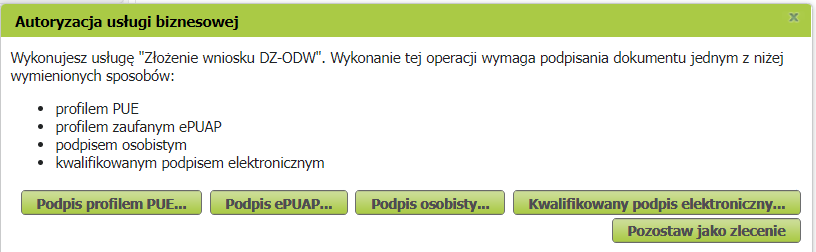 Autoryzacja usługi biznesowej x
Wykonujesz usługę "Złożenie wniosku DZ-ODW". Wykonanie tej operacji wymaga podpisania dokumentu jednym z niżej
wymienionych sposobów:
• profilem PUE
• profilem zaufanym ePUAP
• podpisem osobistym
• kwalifikowanym podpisem elektronicznym
Podpis profilem PUE... Podpis ePUAP... Podpis osobisty... Kwalifikowany podpis elektroniczny...
Pozostaw jako zlecenie